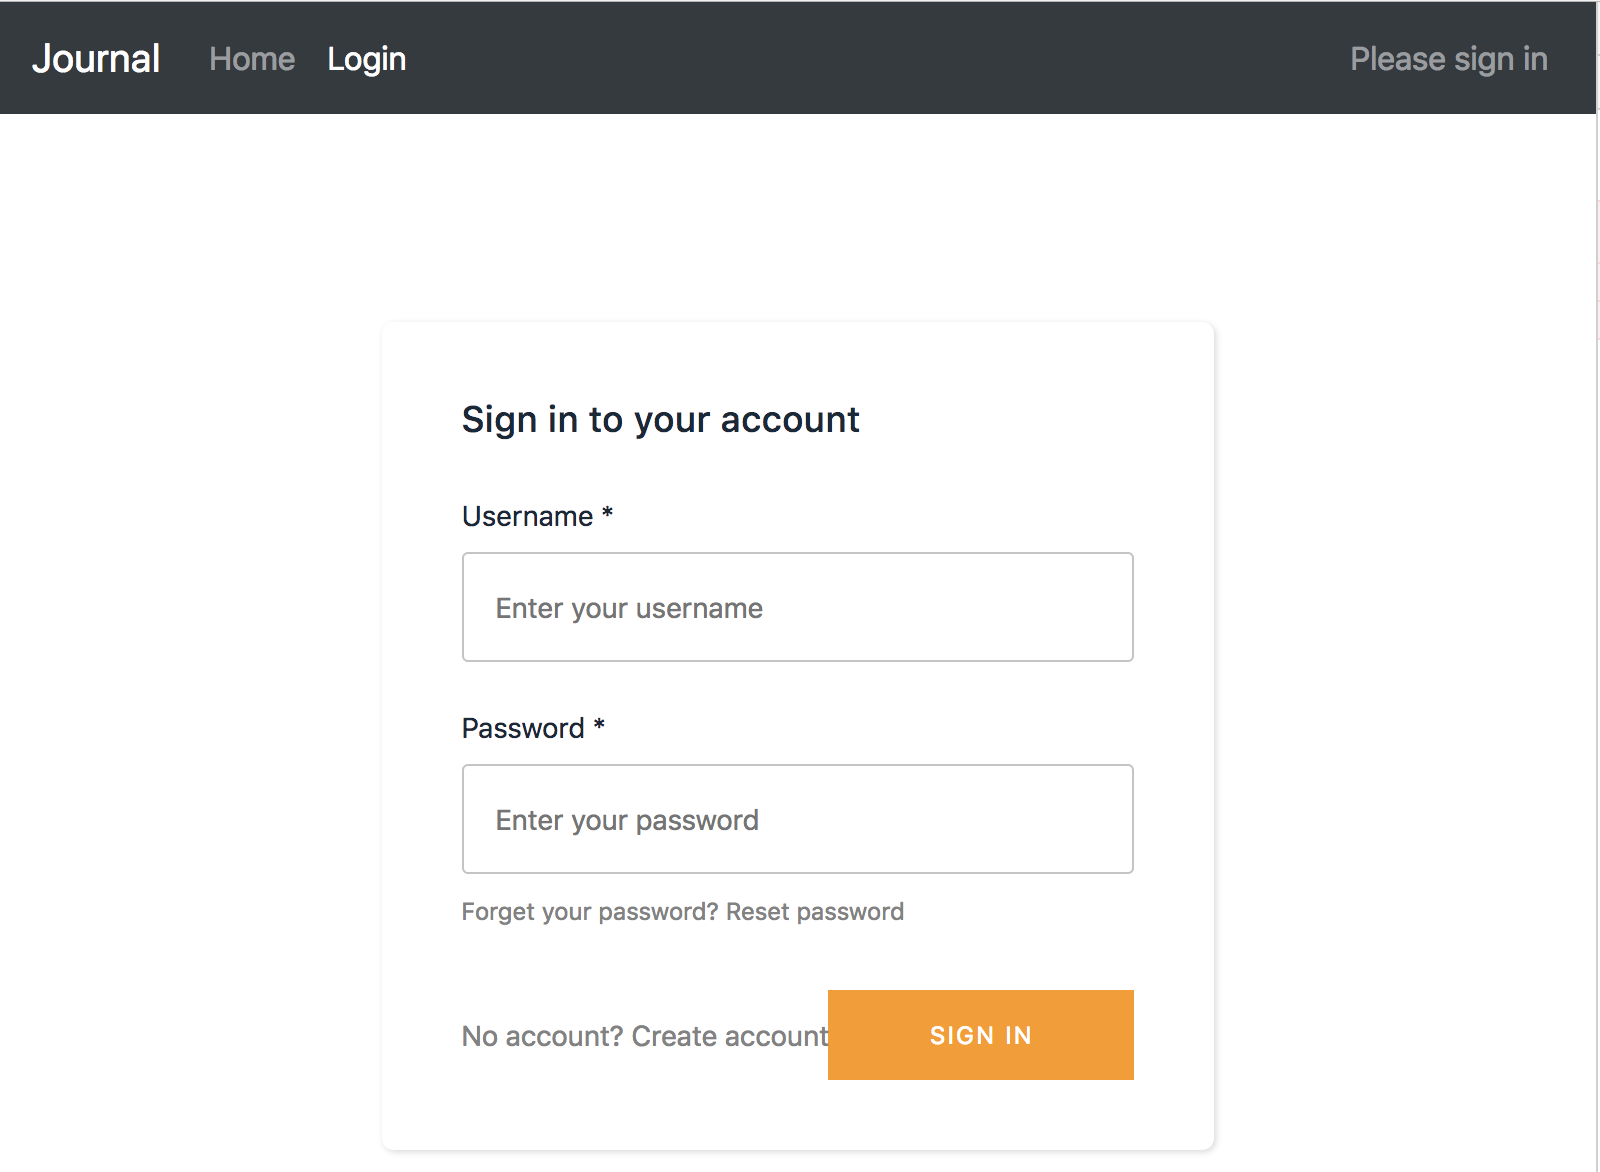 Journal Home Login Please sign in
Sign in to your account
Username *
Enter your username
Password *
Enter your password
Forget your password? Reset password
No account? Create account SIGN IN